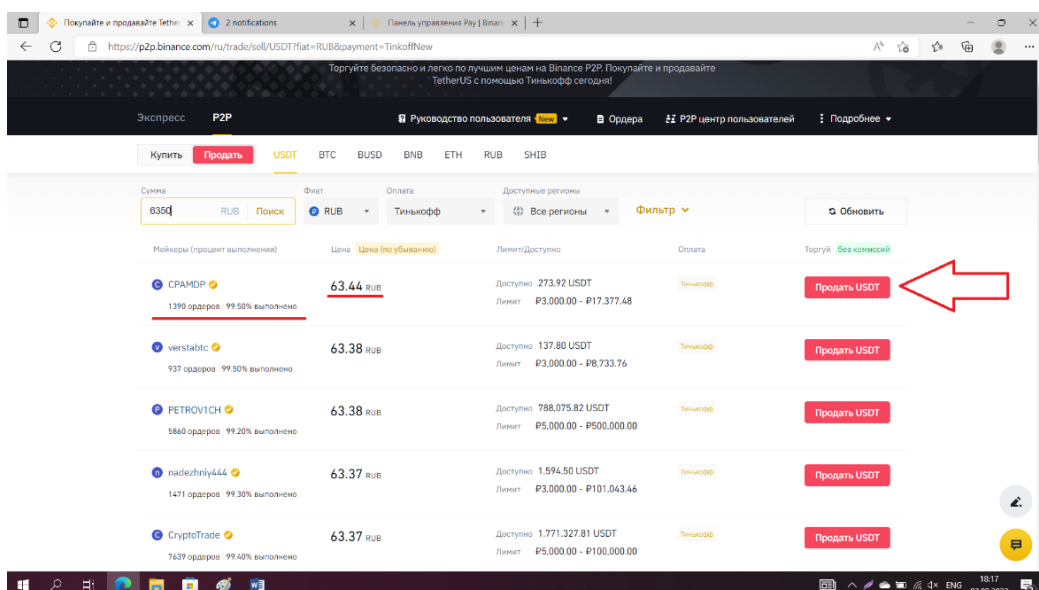 Покупайте и продавайте Tether
2 notifications
Панель управления Pay | Binanc
https://p2p.binance.com/ru/trade/sell/USDT?fiat=RUB&payment=TinkoffNew
Торгуйте безопасно и легко по лучшим ценам на Binance P2P. Покупайте и продавайте
TetherUS с помощью Тинькофф сегодня!
Экспресс P2P Руководство пользователя New Ордера P2P центр пользователей Подробнее
Купить Продать USDT BTC BUSD BNB ETH RUB SHIB
Сумма Фиат Оплата Доступные регионы
6350 RUB Поиск RUB Тинькофф Все регионы Фильтр Обновить
Мейкеры (процент выполнения) Цена Цена (по убыванию) Лимит/Доступно Оплата Торгуй без комиссий
C CPAMDP 63.44 RUB Доступно 273.92 USDT Тинькофф Продать USDT
1390 ордеров 99.50% выполнено Лимит ₽3,000.00 - ₽17,377.48
V verstabtc 63.38 RUB Доступно 137.80 USDT Тинькофф Продать USDT
937 ордеров 99.50% выполнено Лимит ₽3,000.00 - ₽8,733.76
P PETROV1CH 63.38 RUB Доступно 788,075.82 USDT Тинькофф Продать USDT
5860 ордеров 99.20% выполнено Лимит ₽5,000.00 - ₽500,000.00
n nadezhniy444 63.37 RUB Доступно 1,594.50 USDT Тинькофф Продать USDT
1471 ордеров 99.30% выполнено Лимит ₽3,000.00 - ₽101,043.46
C CryptoTrade 63.37 RUB Доступно 1,771,327.81 USDT Тинькофф Продать USDT
7639 ордеров 99.40% выполнено Лимит ₽5,000.00 - ₽100,000.00
ENG 18:17